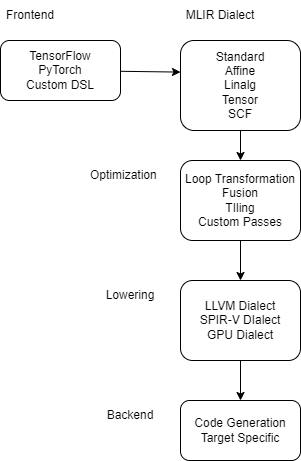 Frontend
MLIR Dialect
TensorFlow
PyTorch
Custom DSL
Standard
Affine
Linalg
Tensor
SCF
Optimization
Loop Transformation
Fusion
TIling
Custom Passes
Lowering
LLVM Dialect
SPIR-V DIalect
GPU Dialect
Backend
Code Generation
Target Specific